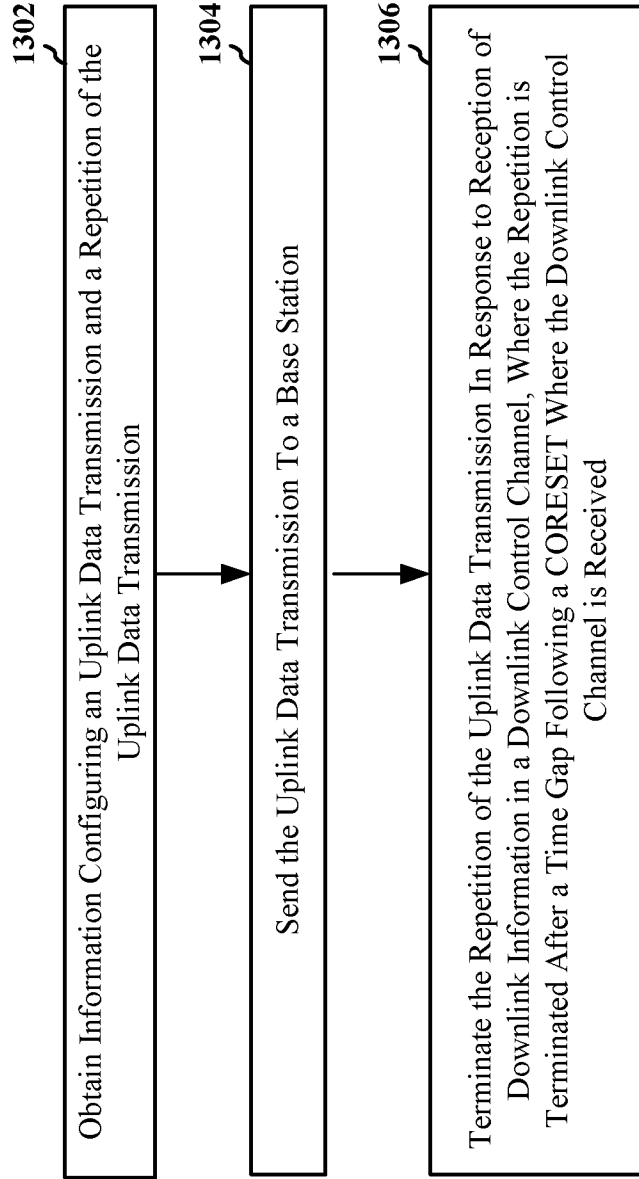 1302
Obtain Information Configuring an Uplink Data Transmission and a Repetition of the
Uplink Data Transmission
1304
Send the Uplink Data Transmission To a Base Station
1306
Terminate the Repetition of the Uplink Data Transmission In Response to Reception of
Downlink Information in a Downlink Control Channel, Where the Repetition is
Terminated After a Time Gap Following a CORESET Where the Downlink Control
Channel is Received